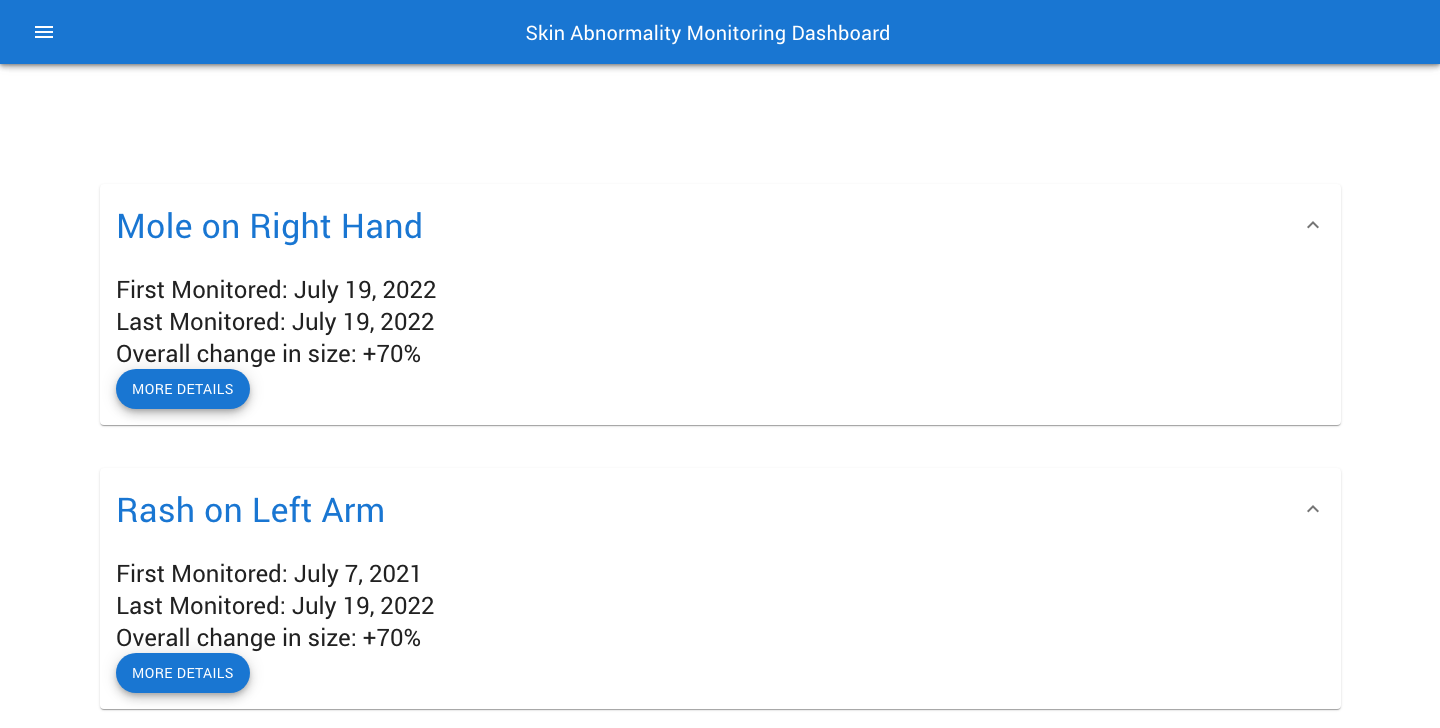 Skin Abnormality Monitoring Dashboard
Mole on Right Hand
First Monitored: July 19, 2022
Last Monitored: July 19, 2022
Overall change in size: +70%
MORE DETAILS
Rash on Left Arm
First Monitored: July 7, 2021
Last Monitored: July 19, 2022
Overall change in size: +70%
MORE DETAILS